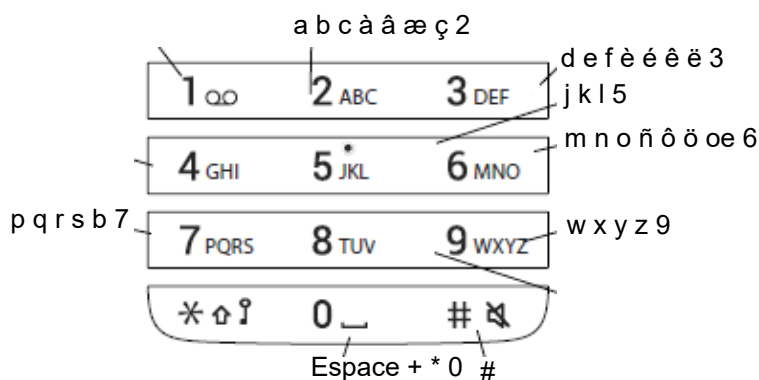 a b c à â æ ç 2
d e f è é ê ë 3
1 2 ABC 3 DEF
j k l 5
m n o ñ ô ö oe 6
4 GHI 5 JKL 6 MNO
p q r s b 7
w x y z 9
7 PQRS 8 TUV 9 WXYZ
* 0 #
Espace + * 0 #